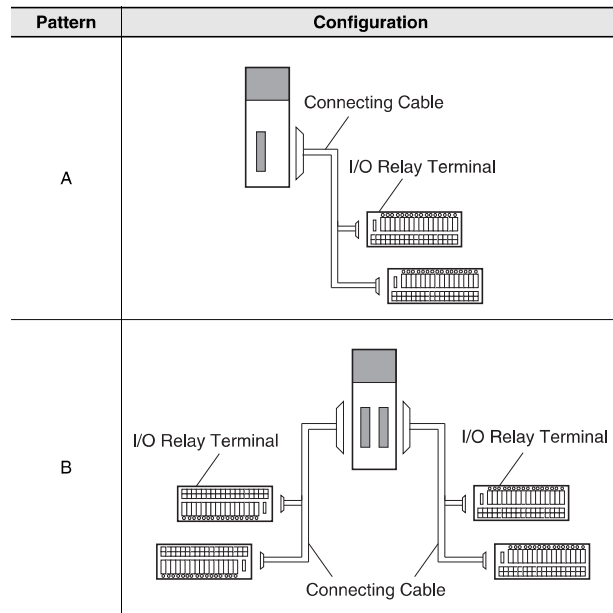 Pattern
Configuration
A
Connecting Cable
I/O Relay Terminal
B
I/O Relay Terminal
I/O Relay Terminal
Connecting Cable